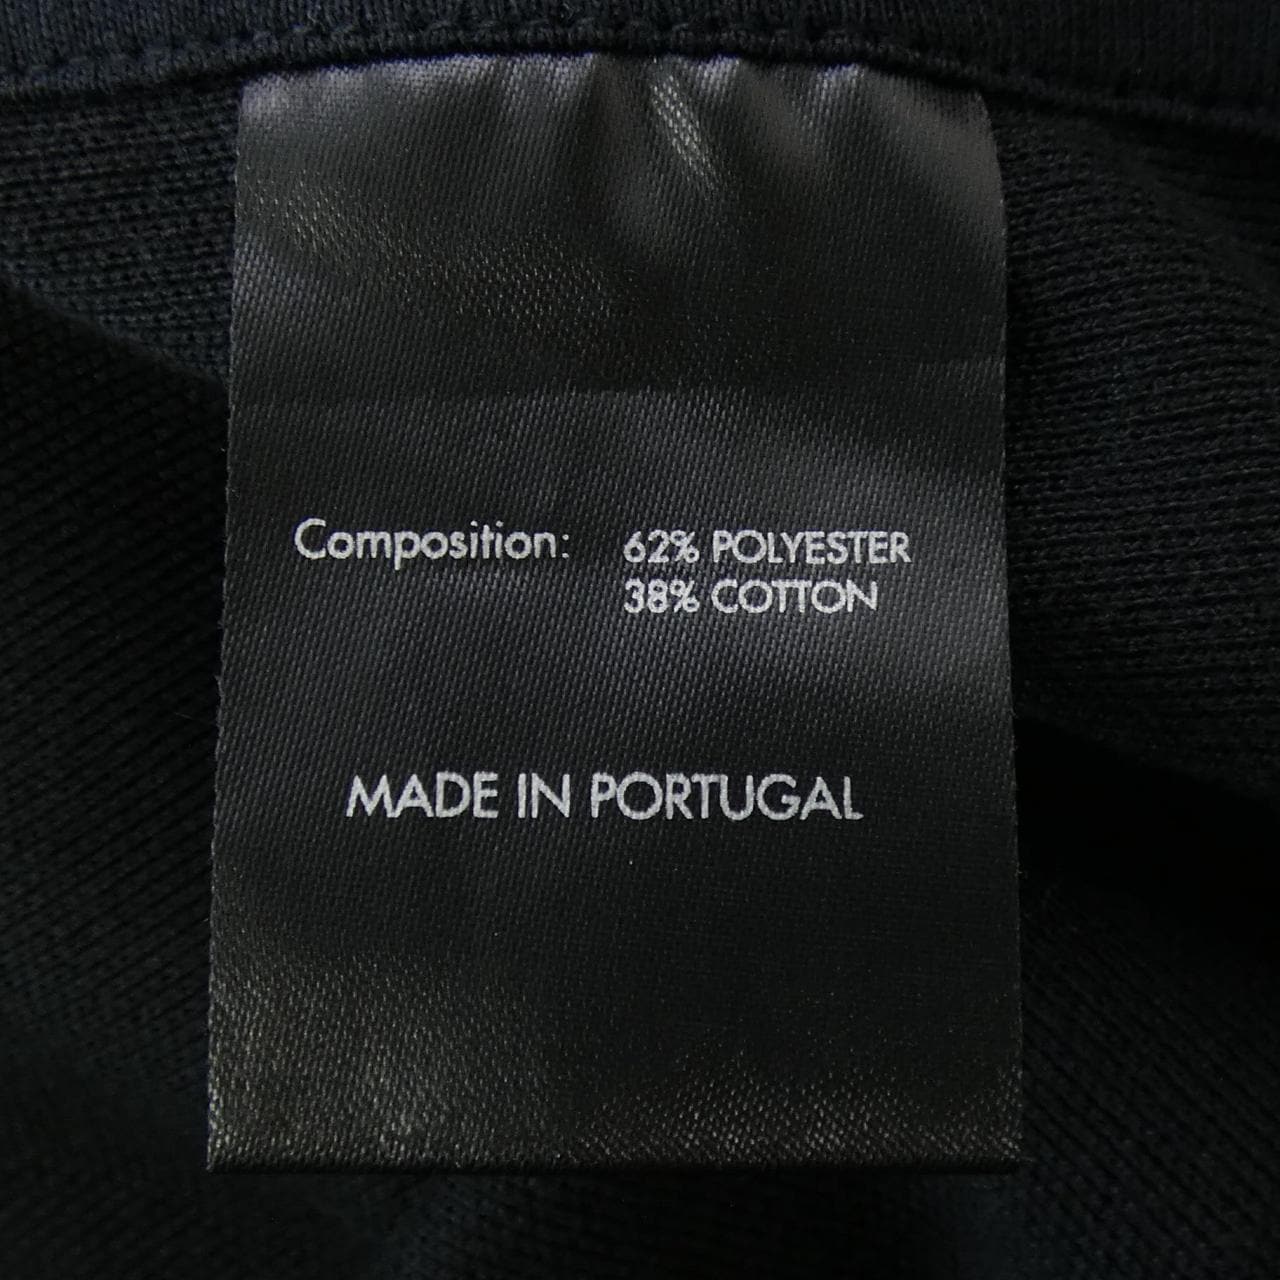 Composition: 62% POLYESTER
38% COTTON
MADE IN PORTUGAL